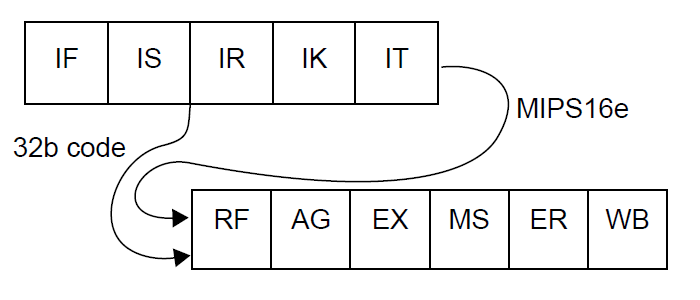 IF IS IR IK IT
MIPS16e
32b code
RF AG EX MS ER WB